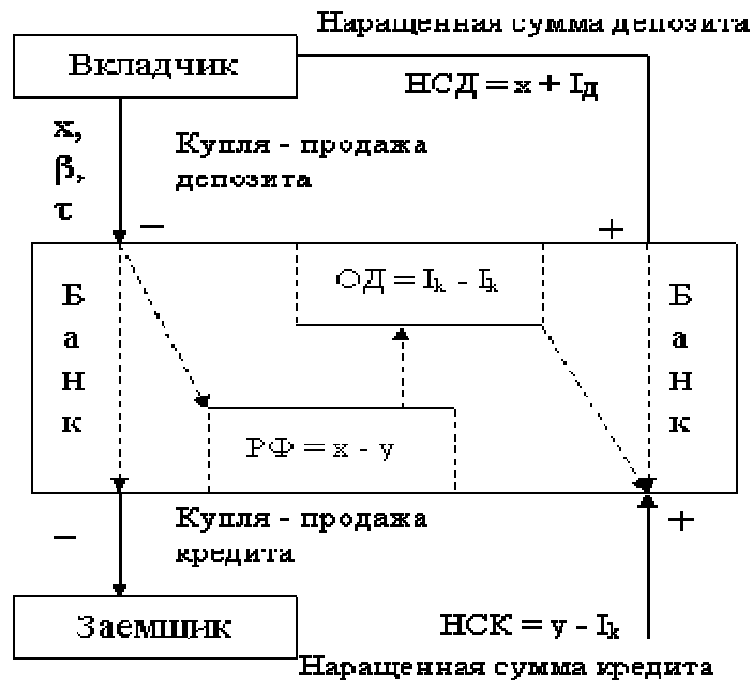 Наращенная сумма депозита
Вкладчик
НСД = x + Iд
x,
β,
τ
Купля - продажа
депозита
−
+
ОД = Ik - Ik
Б
а
н
к
Б
а
н
к
РФ = x - y
Купля - продажа
кредита
−
+
Заемшик
НСК = y - Ik
Наращенная сумма кредита